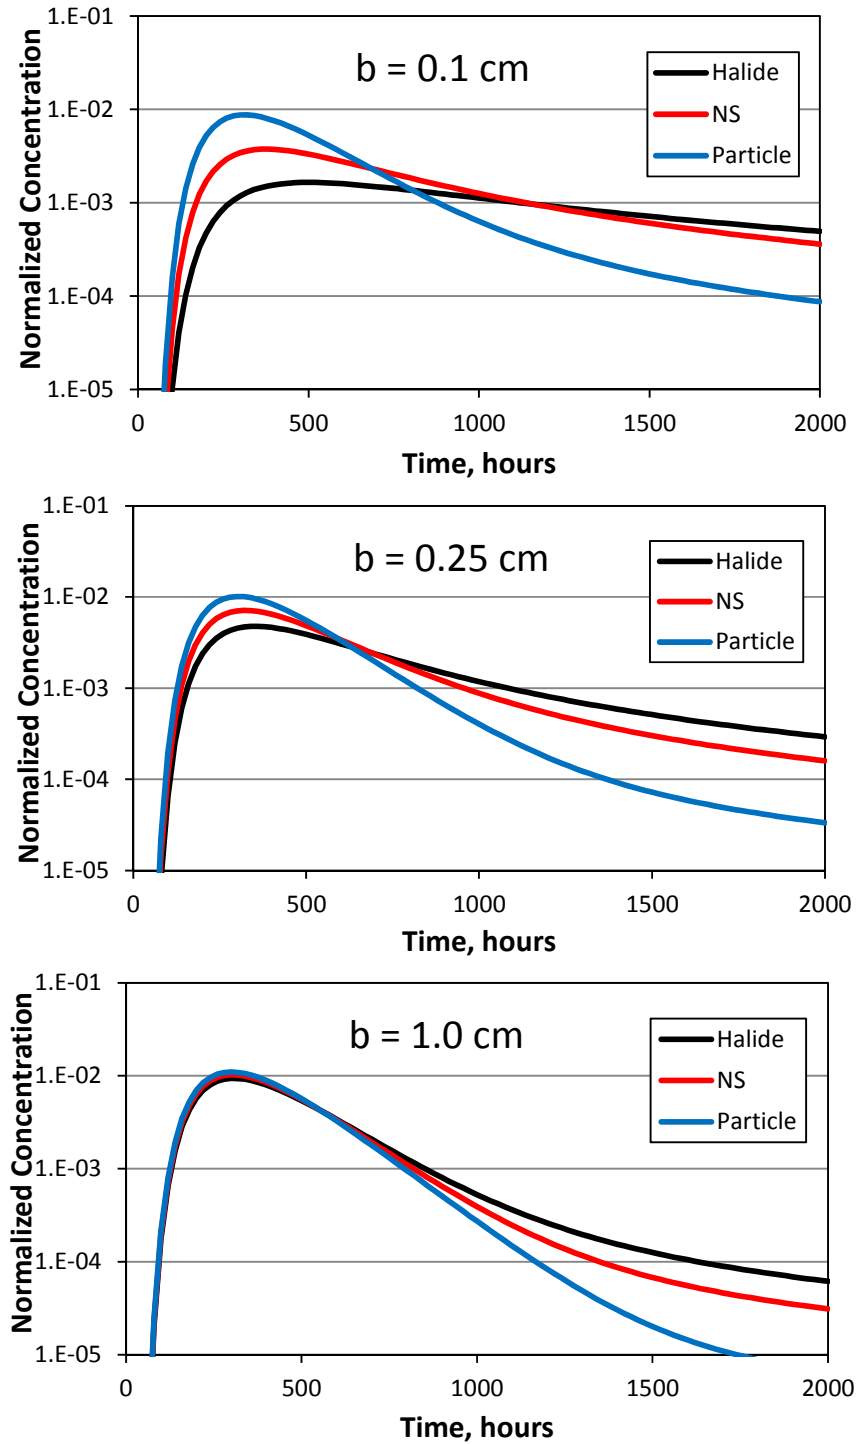 1.E-01
b = 0.1 cm
Halide
NS
Particle
1.E-02
1.E-03
1.E-04
1.E-05
Normalized Concentration
0 500 1000 1500 2000
Time, hours
1.E-01
b = 0.25 cm
Halide
NS
Particle
1.E-02
1.E-03
1.E-04
1.E-05
Normalized Concentration
0 500 1000 1500 2000
Time, hours
1.E-01
b = 1.0 cm
Halide
NS
Particle
1.E-02
1.E-03
1.E-04
1.E-05
Normalized Concentration
0 500 1000 1500 2000
Time, hours